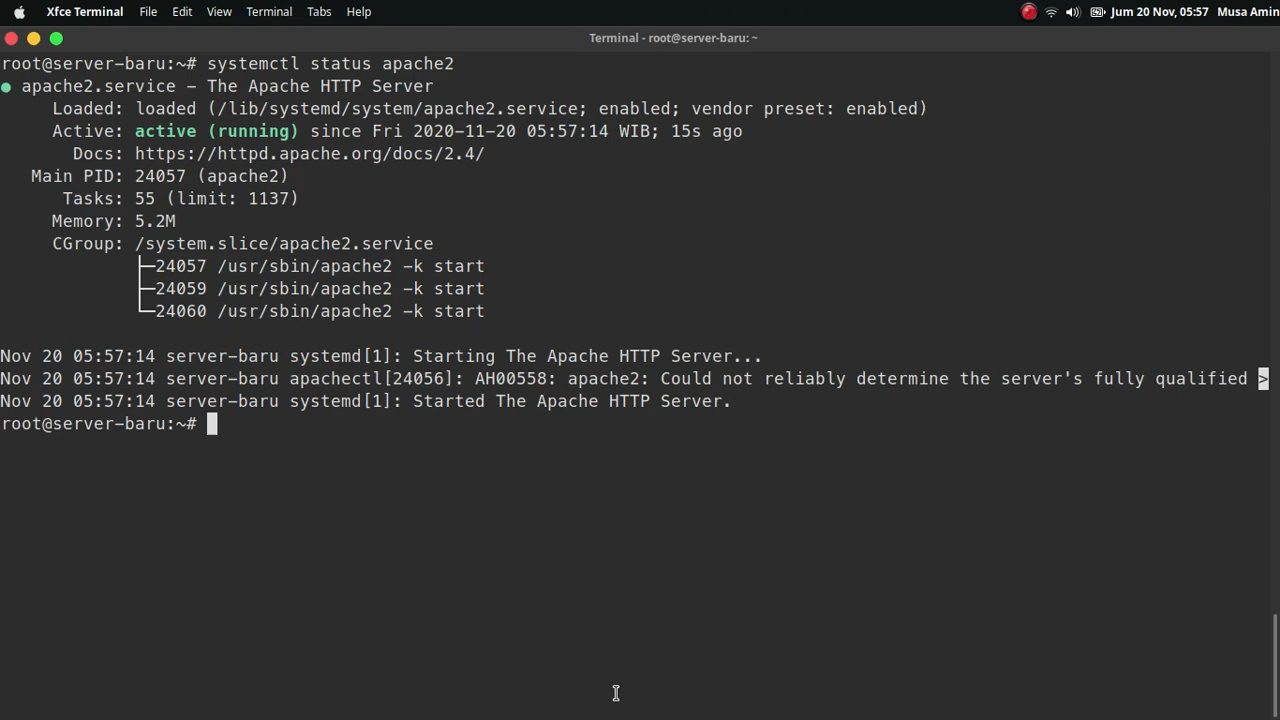 Xfce Terminal File Edit View Terminal Tabs Help Jum 20 Nov, 05:57 Musa Amin
Terminal - root@server-baru: ~
root@server-baru:~# systemctl status apache2
● apache2.service - The Apache HTTP Server
Loaded: loaded (/lib/systemd/system/apache2.service; enabled; vendor preset: enabled)
Active: active (running) since Fri 2020-11-20 05:57:14 WIB; 15s ago
Docs: https://httpd.apache.org/docs/2.4/
Main PID: 24057 (apache2)
Tasks: 55 (limit: 1137)
Memory: 5.2M
CGroup: /system.slice/apache2.service
├─24057 /usr/sbin/apache2 -k start
├─24059 /usr/sbin/apache2 -k start
└─24060 /usr/sbin/apache2 -k start
Nov 20 05:57:14 server-baru systemd[1]: Starting The Apache HTTP Server...
Nov 20 05:57:14 server-baru apachectl[24056]: AH00558: apache2: Could not reliably determine the server's fully qualified >
Nov 20 05:57:14 server-baru systemd[1]: Started The Apache HTTP Server.
root@server-baru:~#